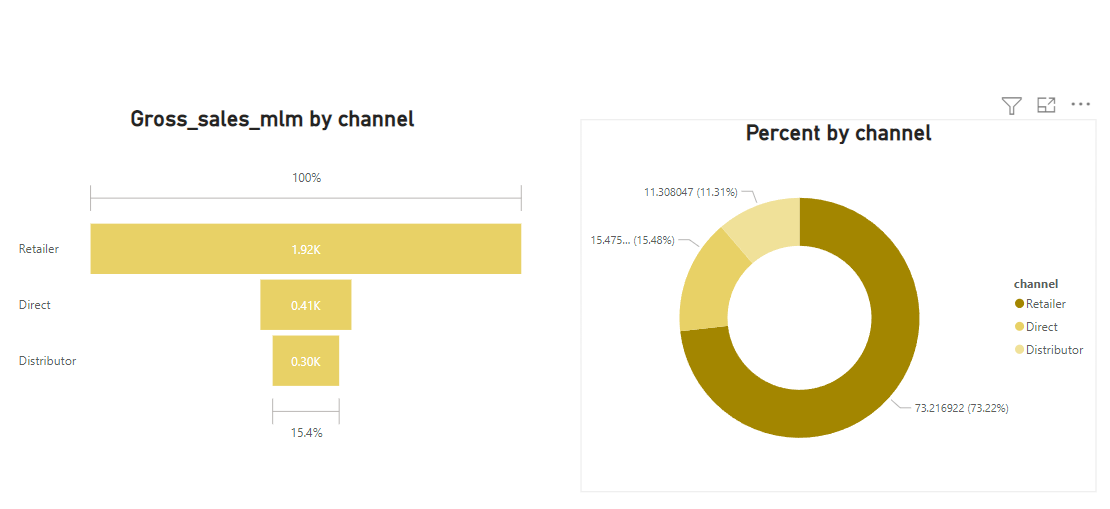 Gross_sales_mlm by channel
100%
Retailer
1.92K
Direct
0.41K
Distributor
0.30K
15.4%
Percent by channel
11.308047 (11.31%)
15.475... (15.48%)
73.216922 (73.22%)
channel
Retailer
Direct
Distributor